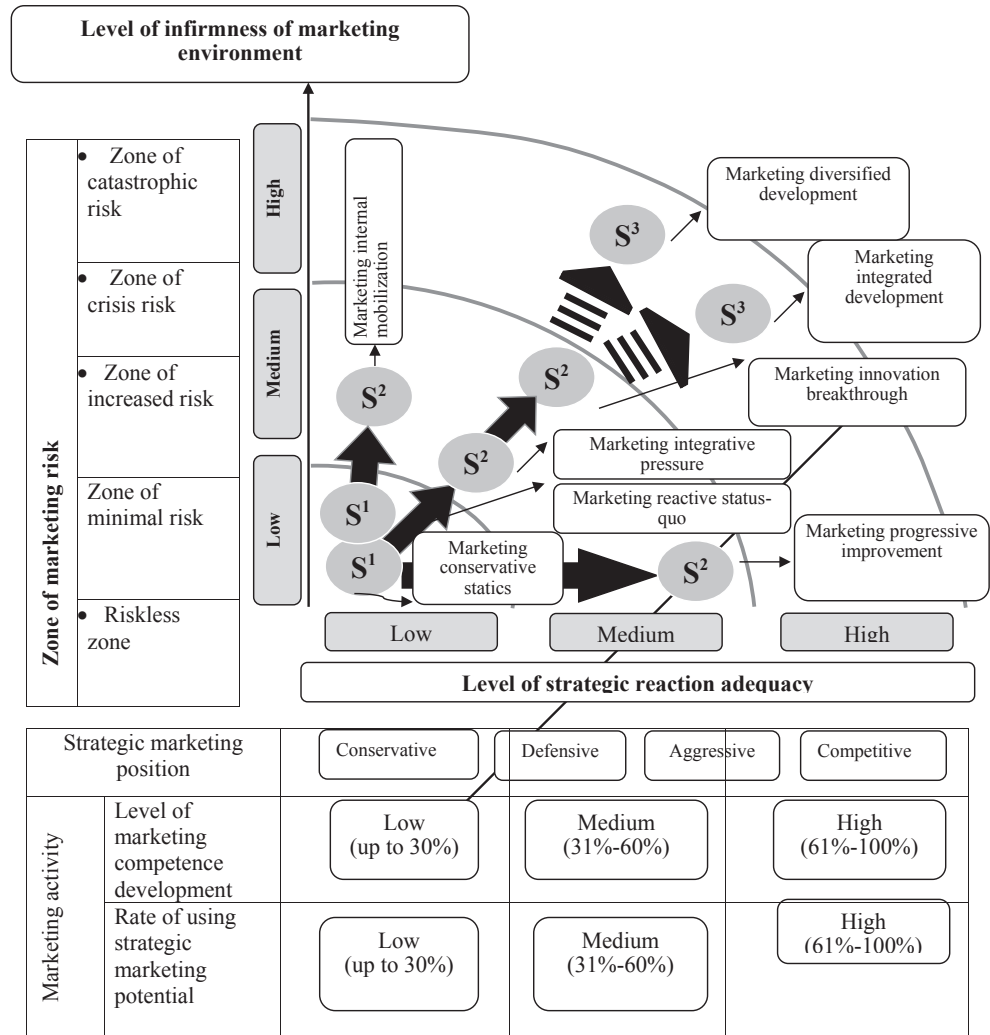 Level of infirmness of marketing
environment
Zone of marketing risk
• Zone of
catastrophic
risk
• Zone of
crisis risk
• Zone of
increased risk
Zone of
minimal risk
• Riskless
zone
High
Medium
Low
Marketing internal
mobilization
S²
S¹
S¹
S²
S²
S³
S³
S²
Marketing diversified
development
Marketing
integrated
development
Marketing innovation
breakthrough
Marketing integrative
pressure
Marketing reactive status-
quo
Marketing
conservative
statics
Marketing progressive
improvement
Low
Medium
High
Level of strategic reaction adequacy
Strategic marketing
position
Conservative
Defensive
Aggressive
Competitive
Marketing activity
Level of
marketing
competence
development
Low
(up to 30%)
Medium
(31%-60%)
High
(61%-100%)
Rate of using
strategic
marketing
potential
Low
(up to 30%)
Medium
(31%-60%)
High
(61%-100%)